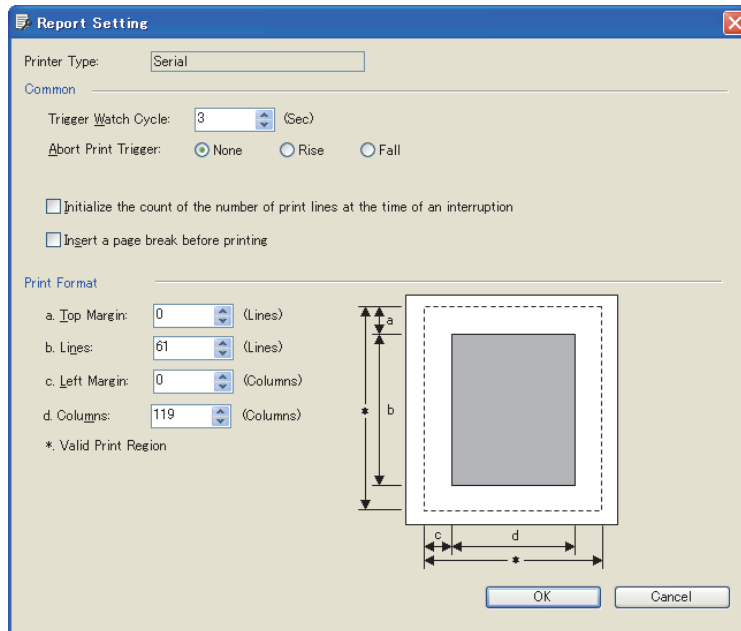 Report Setting
Printer Type: Serial
Common
Trigger Watch Cycle: 3 (Sec)
Abort Print Trigger: None Rise Fall
Initialize the count of the number of print lines at the time of an interruption
Insert a page break before printing
Print Format
a. Top Margin: 0 (Lines)
b. Lines: 61 (Lines)
c. Left Margin: 0 (Columns)
d. Columns: 119 (Columns)
*. Valid Print Region
a
* b
c d
*
OK Cancel